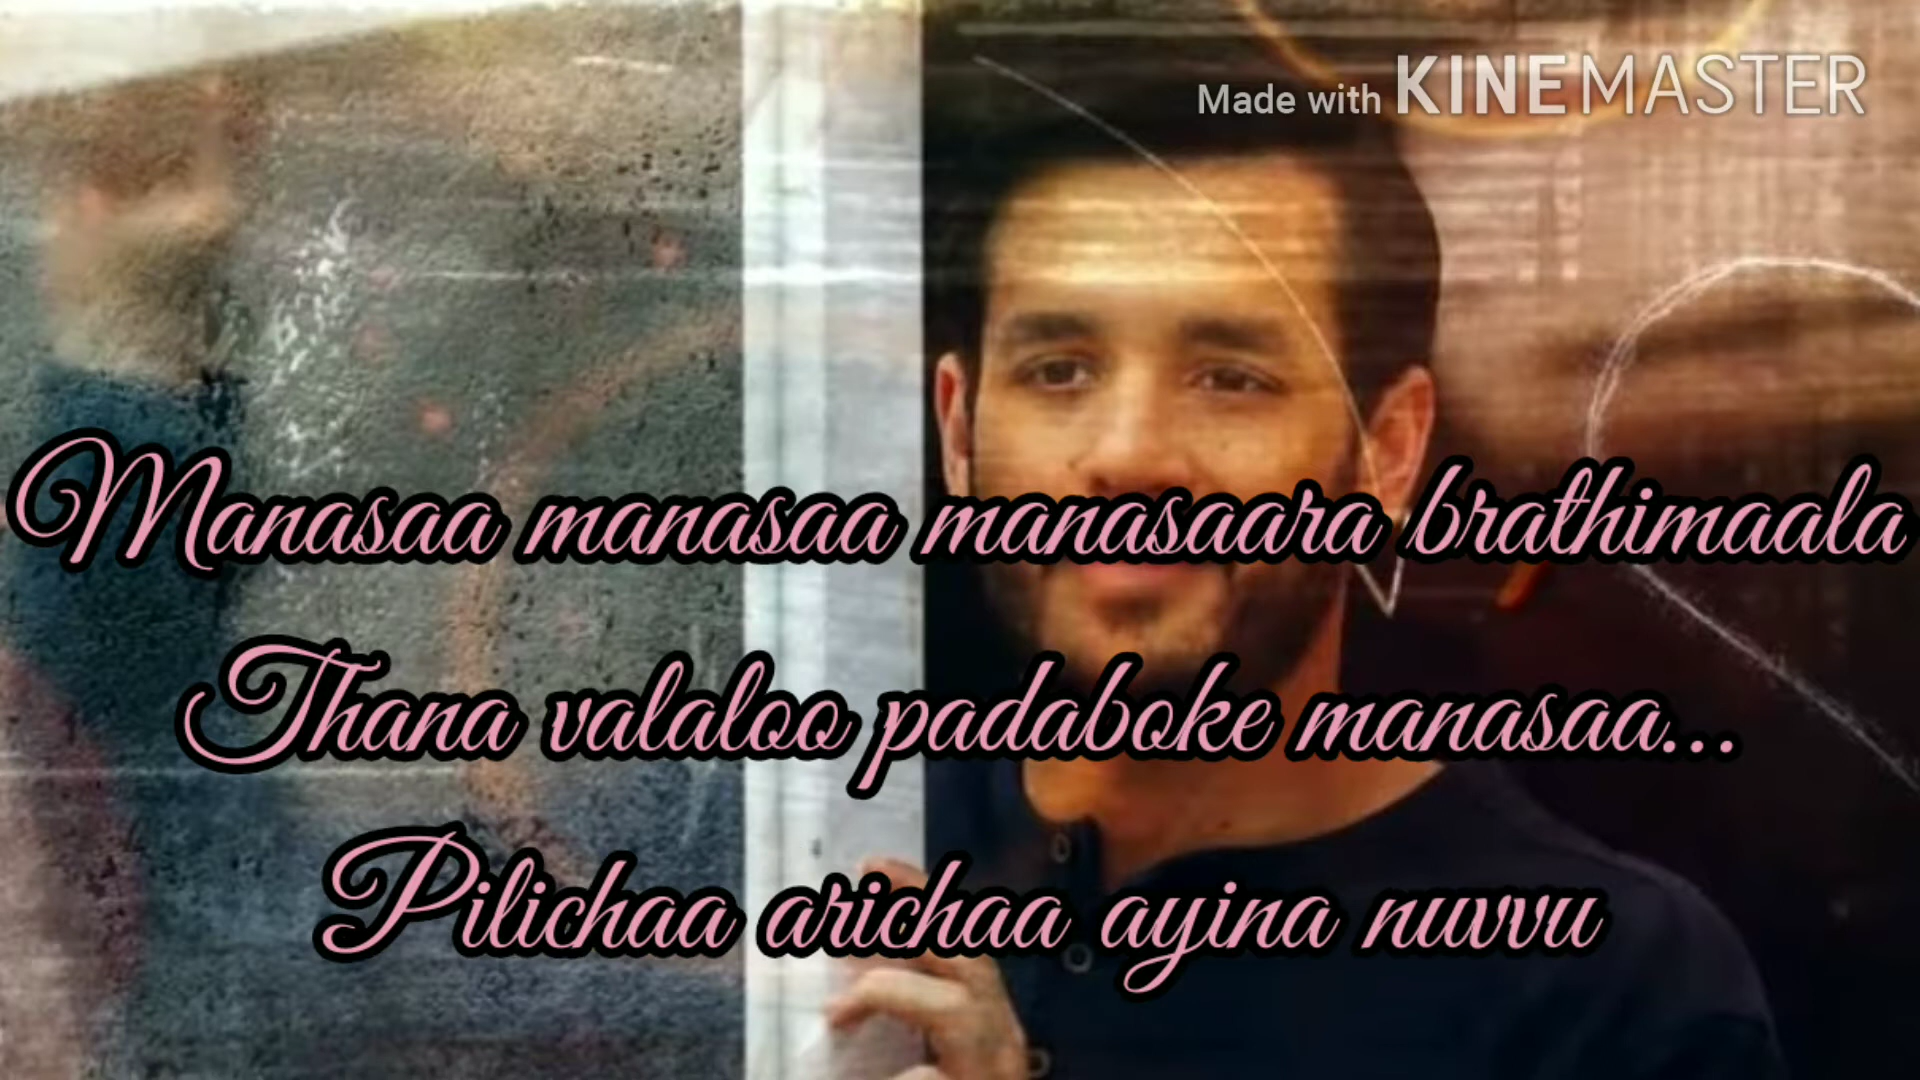 Made with KINEMASTER
Manasaa manasaa manasaara brathimaala
Thana valaloo padaboke manasaa...
Pilichaa arichaa ayina nuvvu